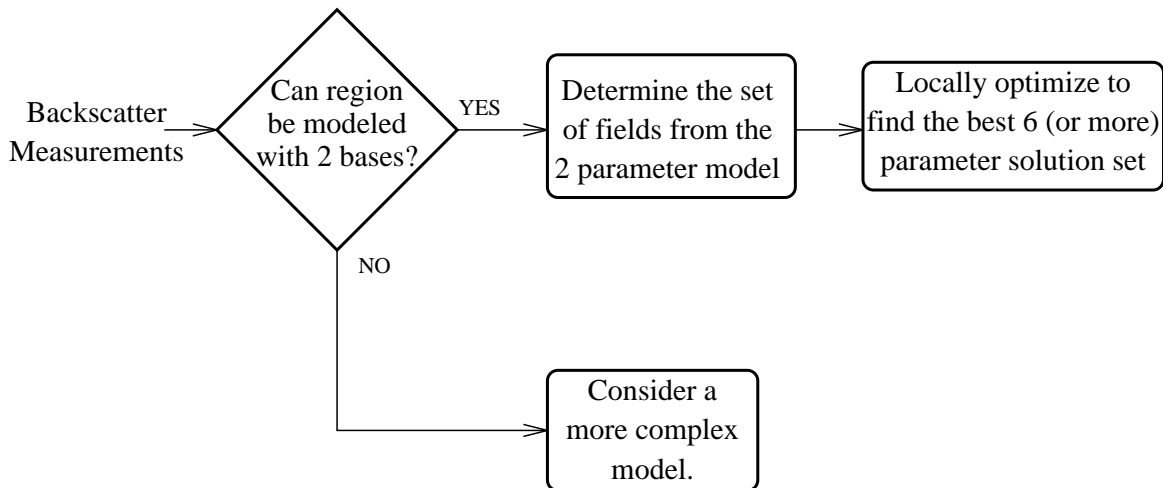 Backscatter
Measurements
Can region
be modeled
with 2 bases?
YES
Determine the set
of fields from the
2 parameter model
Locally optimize to
find the best 6 (or more)
parameter solution set
NO
Consider a
more complex
model.